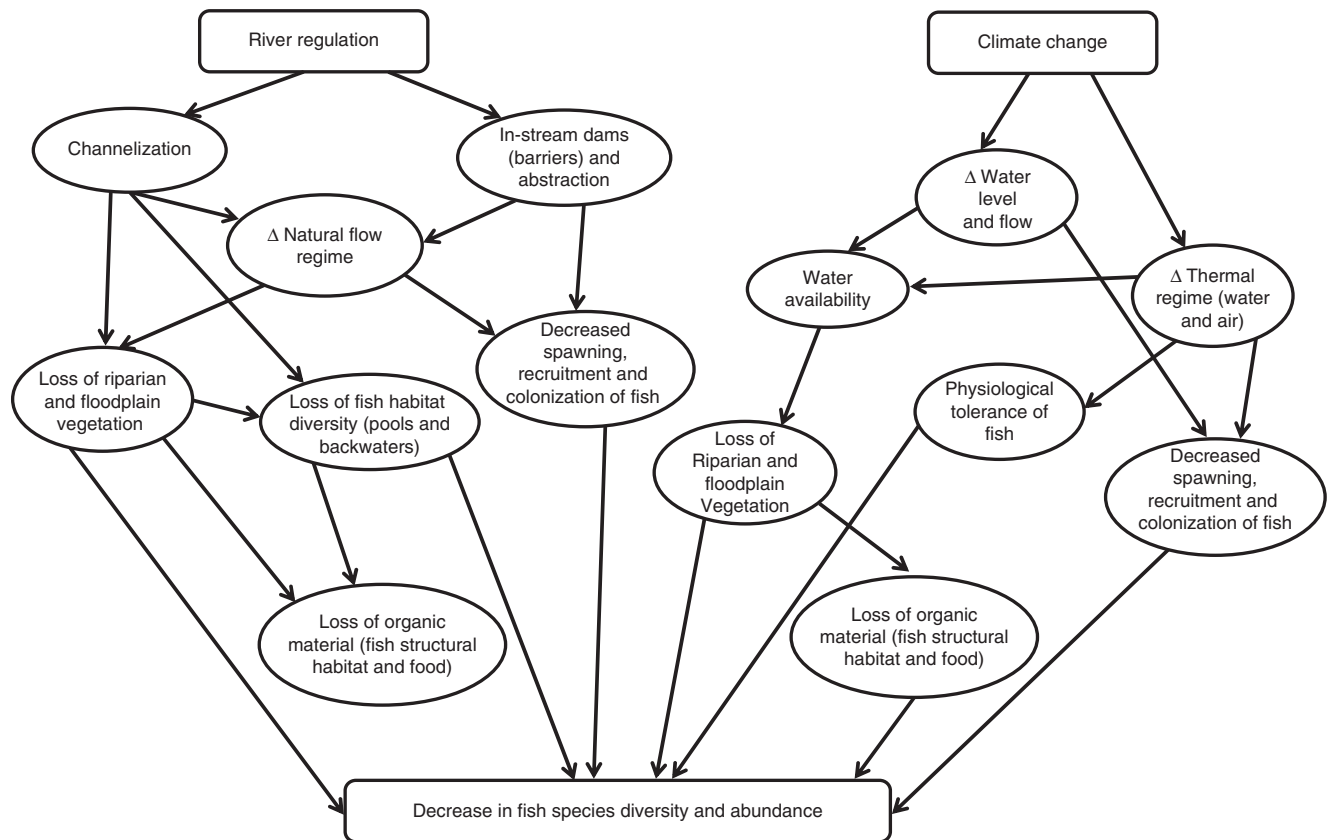 River regulation
Climate change
Channelization
In-stream dams
(barriers) and
abstraction
Δ Water
level
and flow
Δ Natural flow
regime
Water
availability
Δ Thermal
regime (water
and air)
Decreased
spawning,
recruitment and
colonization of fish
Loss of riparian
and floodplain
vegetation
Loss of fish habitat
diversity (pools and
backwaters)
Physiological
tolerance of
fish
Loss of
Riparian and
floodplain
Vegetation
Decreased
spawning,
recruitment and
colonization of fish
Loss of organic
material (fish structural
habitat and food)
Loss of organic
material (fish structural
habitat and food)
Decrease in fish species diversity and abundance